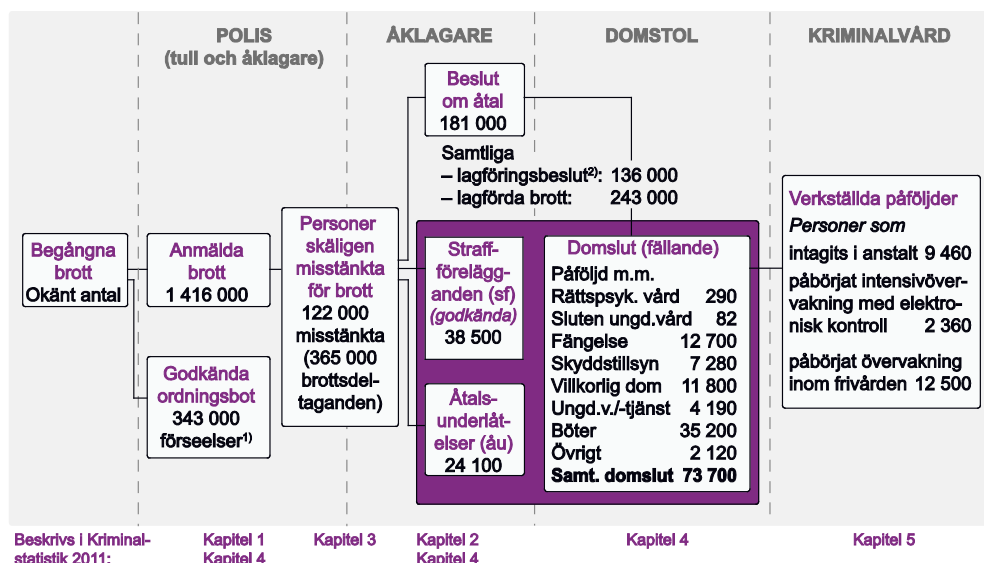 POLIS
(tull och åklagare)
ÅKLAGARE
DOMSTOL
KRIMINALVÅRD
Begångna
brott
Okänt antal
Anmälda
brott
1 416 000
Godkända
ordningsbot
343 000
förseelser1)
Personer
skäligen
misstänkta
för brott
122 000
misstänkta
(365 000
brottsdel-
taganden)
Beslut
om åtal
181 000
Samtliga
– lagföringsbeslut2): 136 000
– lagförda brott: 243 000
Straff-
förelägg-
anden (sf)
(godkända)
38 500
Åtals-
underlåt-
elser (åu)
24 100
Domslut (fällande)
Påföljd m.m.
Rättspsyk. vård 290
Sluten ungd.vård 82
Fängelse 12 700
Skyddstillsyn 7 280
Villkorlig dom 11 800
Ungd.v./-tjänst 4 190
Böter 35 200
Övrigt 2 120
Samt. domslut 73 700
Verkställda påföljder
Personer som
intagits i anstalt 9 460
påbörjat intensivöver-
vakning med elektro-
nisk kontroll 2 360
påbörjat övervakning
inom frivården 12 500
Beskrivs i Kriminal-
statistik 2011:
Kapitel 1
Kapitel 4
Kapitel 3
Kapitel 2
Kapitel 4
Kapitel 4
Kapitel 5